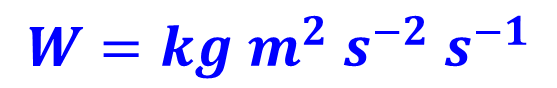 W = kg m² s⁻² s⁻¹